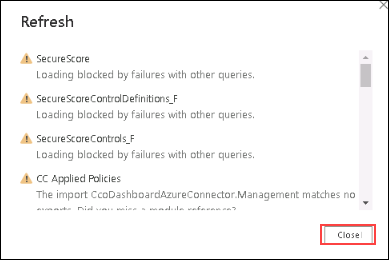 Refresh
SecureScore
Loading blocked by failures with other queries.
SecureScoreControlDefinitions_F
Loading blocked by failures with other queries.
SecureScoreControls_F
Loading blocked by failures with other queries.
CC Applied Policies
The import CcoDashboardAzureConnector.Management matches no
exports. Did you miss a module reference?
Close!